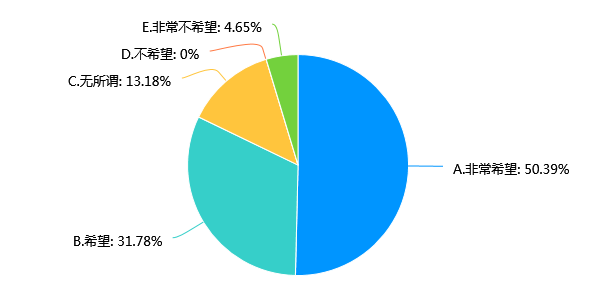 E.非常不希望: 4.65%
D.不希望: 0%
C.无所谓: 13.18%
A.非常希望: 50.39%
B.希望: 31.78%